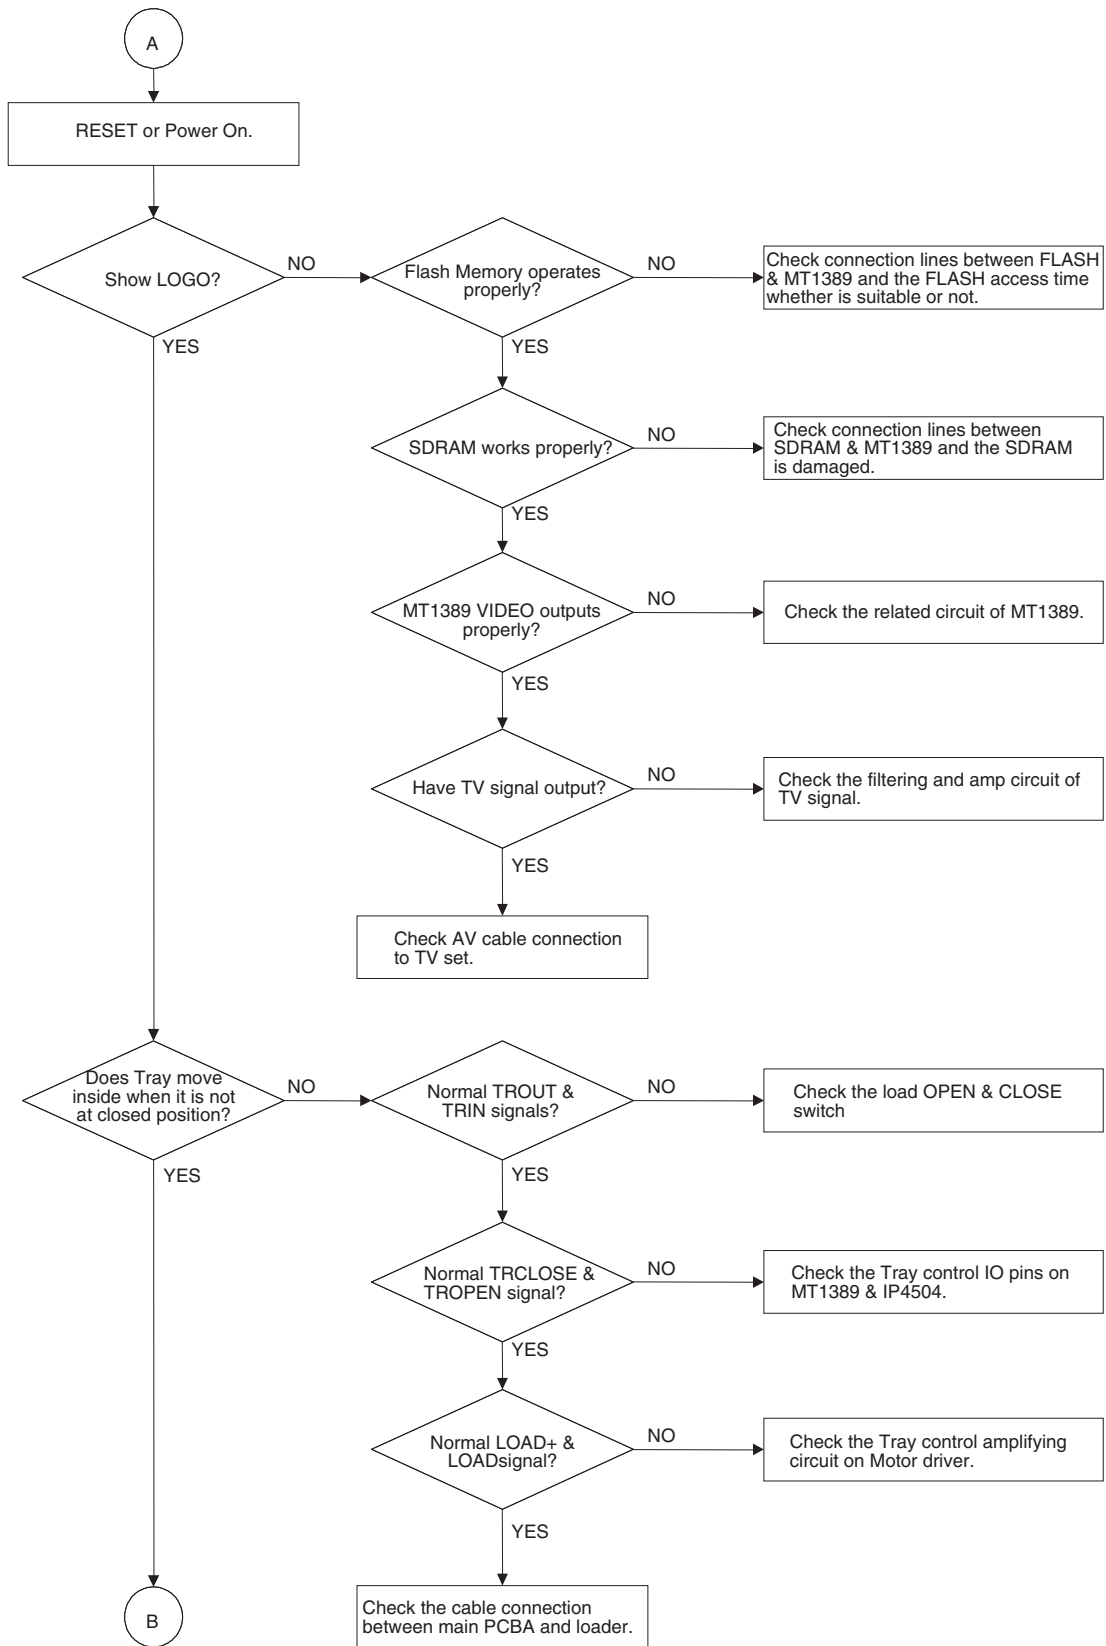 A
RESET or Power On.
Show LOGO?
NO
Flash Memory operates
properly?
NO
Check connection lines between FLASH
& MT1389 and the FLASH access time
whether is suitable or not.
YES
YES
SDRAM works properly?
NO
Check connection lines between
SDRAM & MT1389 and the SDRAM
is damaged.
YES
MT1389 VIDEO outputs
properly?
NO
Check the related circuit of MT1389.
YES
Have TV signal output?
NO
Check the filtering and amp circuit of
TV signal.
YES
Check AV cable connection
to TV set.
Does Tray move
inside when it is not
at closed position?
NO
Normal TROUT &
TRIN signals?
NO
Check the load OPEN & CLOSE
switch
YES
YES
Normal TRCLOSE &
TROPEN signal?
NO
Check the Tray control IO pins on
MT1389 & IP4504.
YES
Normal LOAD+ &
LOADsignal?
NO
Check the Tray control amplifying
circuit on Motor driver.
YES
Check the cable connection
between main PCBA and loader.
B